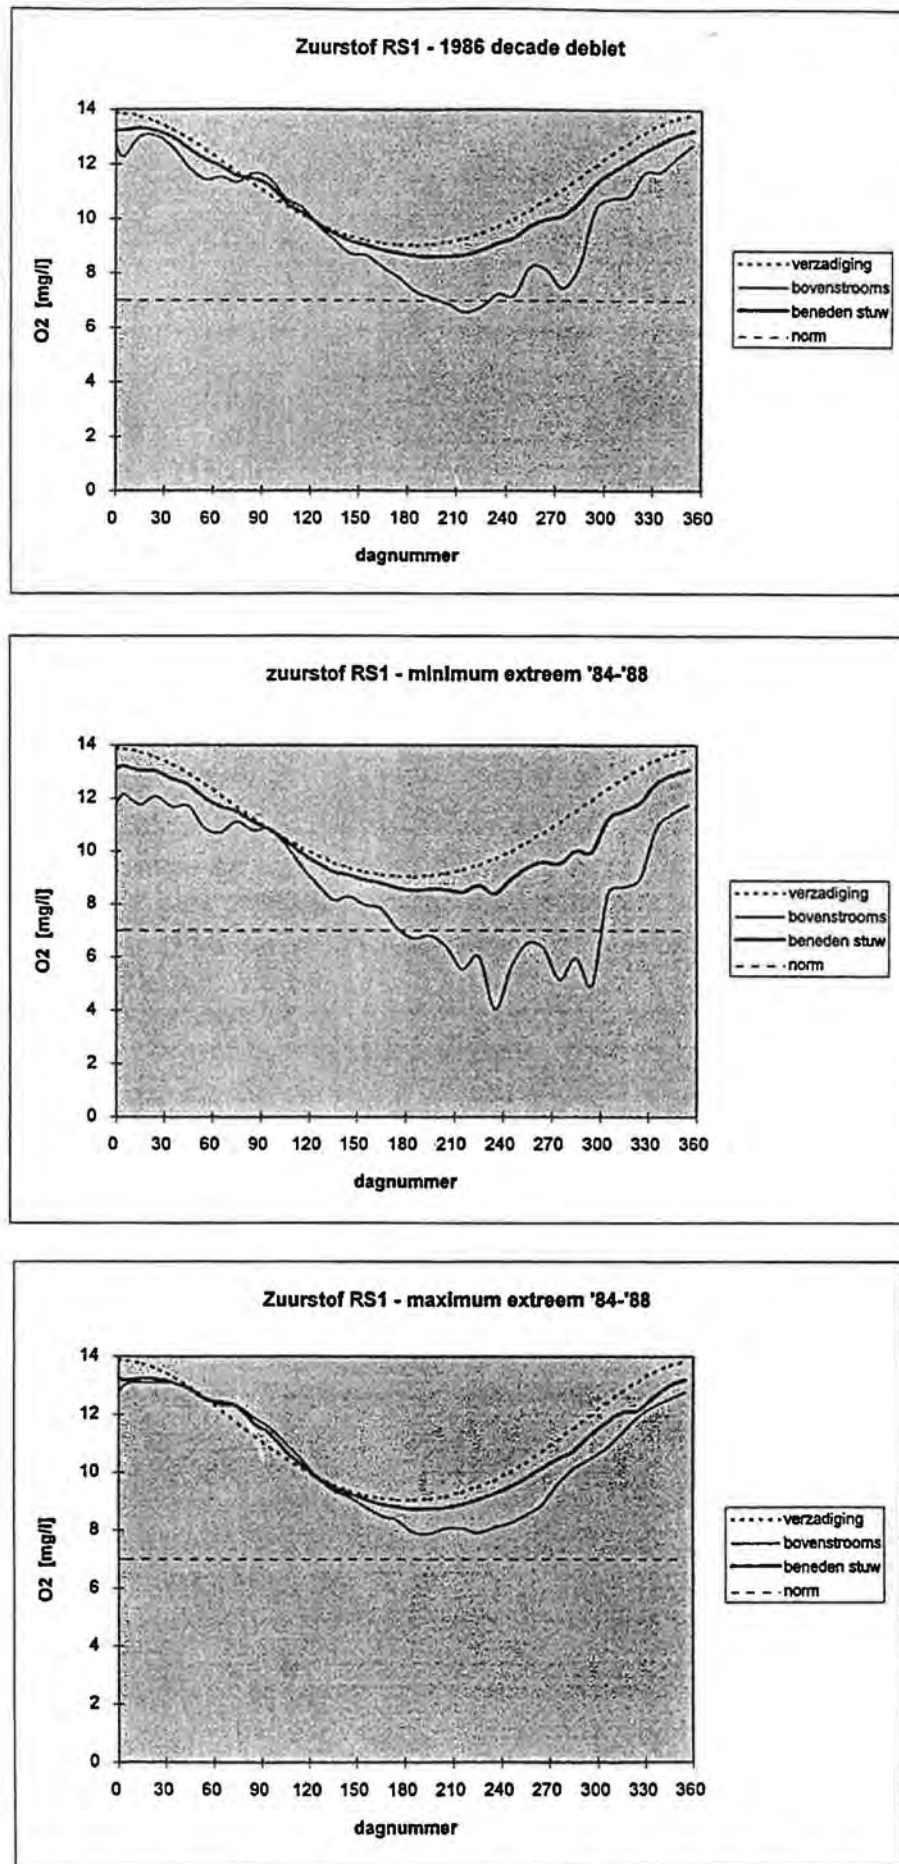 Zuurstof RS1 - 1986 decade debiet
O2 [mg/l]
14
12
10
8
6
4
2
0
0 30 60 90 120 150 180 210 240 270 300 330 360
dagnummer
verzadiging
bovenstrooms
beneden stuw
norm
zuurstof RS1 - minimum extreem '84-'88
O2 [mg/l]
14
12
10
8
6
4
2
0
0 30 60 90 120 150 180 210 240 270 300 330 360
dagnummer
verzadiging
bovenstrooms
beneden stuw
norm
Zuurstof RS1 - maximum extreem '84-'88
O2 [mg/l]
14
12
10
8
6
4
2
0
0 30 60 90 120 150 180 210 240 270 300 330 360
dagnummer
verzadiging
bovenstrooms
beneden stuw
norm